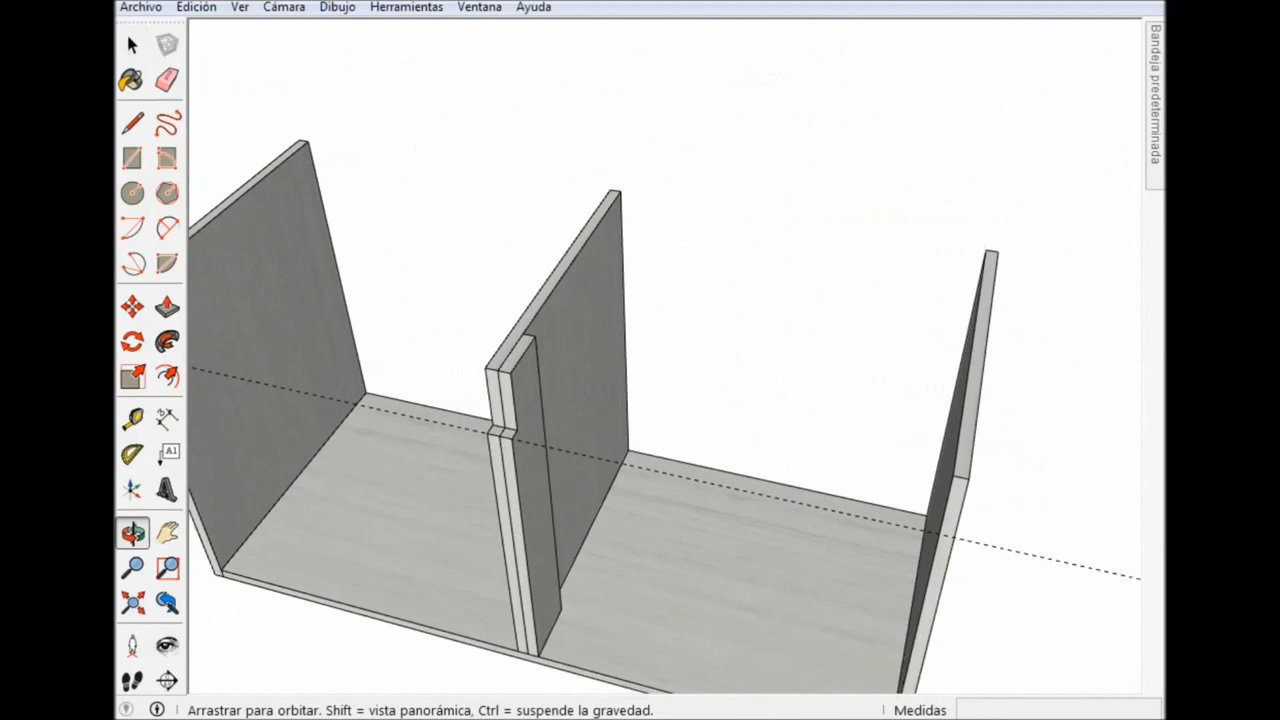 Archivo Edición Ver Cámara Dibujo Herramientas Ventana Ayuda
Bandeja predeterminada
A1
Arrastrar para orbitar. Shift = vista panorámica, Ctrl = suspende la gravedad.
Medidas